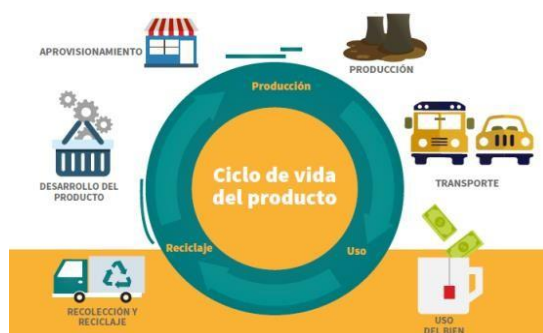 APROVISIONAMIENTO
PRODUCCIÓN
Producción
DESARROLLO DEL
PRODUCTO
Ciclo de vida
del producto
TRANSPORTE
Reciclaje
Uso
RECOLECCIÓN Y
RECICLAJE
USO
DEL BIEN